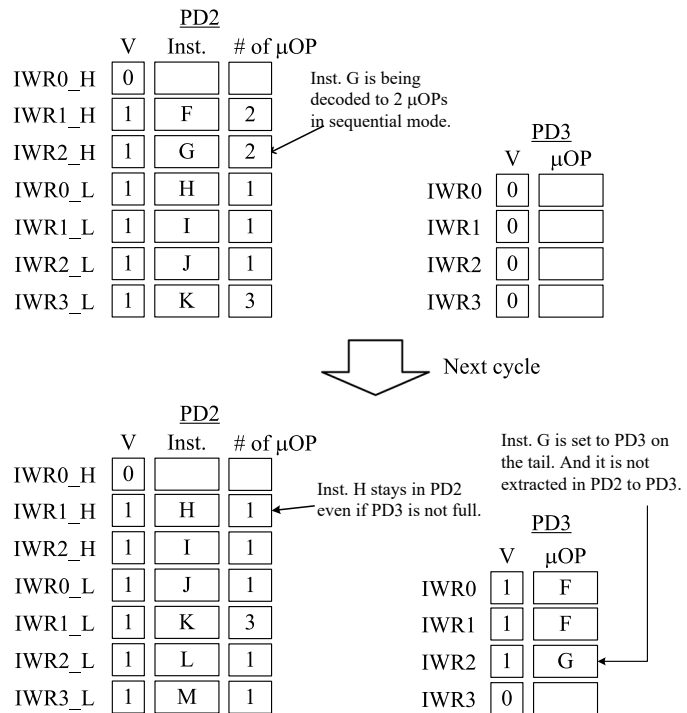 PD2
V Inst. # of μOP
IWR0_H 0
IWR1_H 1 F 2
IWR2_H 1 G 2
IWR0_L 1 H 1
IWR1_L 1 I 1
IWR2_L 1 J 1
IWR3_L 1 K 3
Inst. G is being
decoded to 2 μOPs
in sequential mode.
PD3
V μOP
IWR0 0
IWR1 0
IWR2 0
IWR3 0
Next cycle
PD2
V Inst. # of μOP
IWR0_H 0
IWR1_H 1 H 1
IWR2_H 1 I 1
IWR0_L 1 J 1
IWR1_L 1 K 3
IWR2_L 1 L 1
IWR3_L 1 M 1
Inst. H stays in PD2
even if PD3 is not full.
Inst. G is set to PD3 on
the tail. And it is not
extracted in PD2 to PD3.
PD3
V μOP
IWR0 1 F
IWR1 1 F
IWR2 1 G
IWR3 0